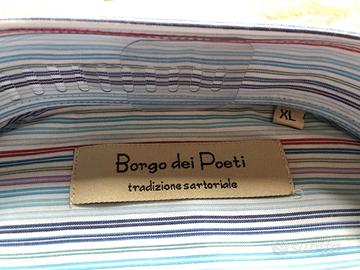 XL
Borgo dei Poeti
tradizione sartoriale